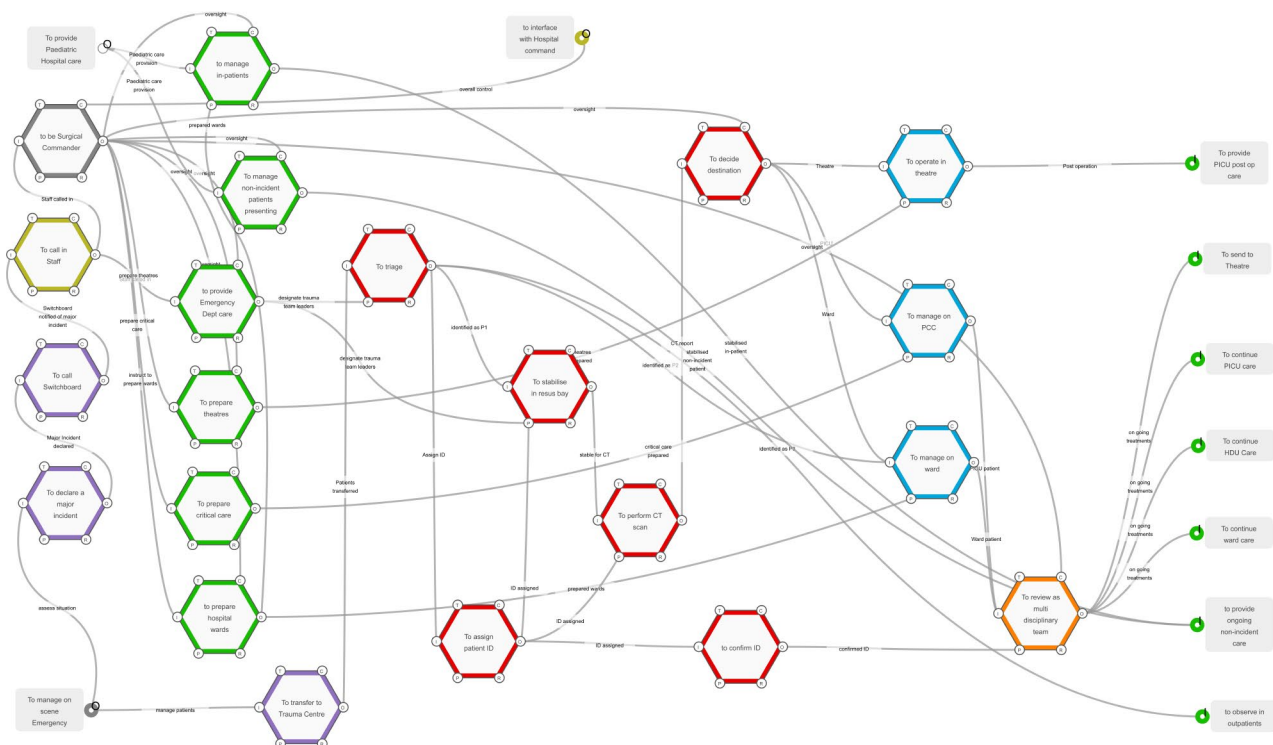 oversight
To provide
Paediatric
Hospital care
O
Paediatric care
provision
Paediatric care
provision
to manage
in-patients
to interface
with Hospital
command
O
overall control
to be Surgical
Commander
prepared wards
oversight
oversight
oversight
To manage
non-incident
patients
presenting
oversight
To decide
destination
Theatre
To operate in
theatre
Post operation
To provide
PICU post op
care
Staff called in
To call in
Staff
prepare theatres
To triage
oversight
To send to
Theatre
Switchboard
notified of major
incident
prepare critical
care
to provide
Emergency
Dept care
designate trauma
team leaders
identified as P1
Ward
To manage on
PCC
CT report
stabilised
non-incident
patient
stabilised
in-patient
identified as
To call
Switchboard
instruct to
prepare wards
designate trauma
team leaders
To stabilise
in resus bay
To continue
PICU care
To prepare
theatres
Major Incident
declared
Assign ID
stable for CT
critical care
prepared
identified as
To manage on
ward
patient
on going
treatments
To continue
HDU Care
To declare a
major
incident
Patients
transferred
To prepare
critical care
To perform CT
scan
on going
treatments
on going
treatments
To continue
ward care
Ward patient
on going
treatments
assess situation
to prepare
hospital
wards
ID assigned
prepared wards
ID assigned
To assign
patient ID
ID assigned
to confirm ID
confirmed ID
To review as
multi
disciplinary
team
to provide
ongoing
non-incident
care
To manage on
scene
Emergency
O
manage patients
To transfer to
Trauma Centre
to observe in
outpatients